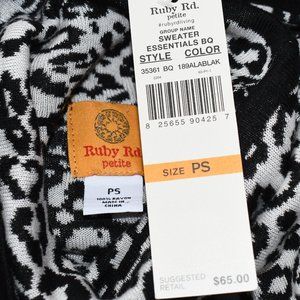 Ruby Rd.
petite
#rubyrdliving
GROUP NAME
SWEATER
ESSENTIALS BQ
STYLE COLOR
35361 BQ 189ALABLAK
8 25655 90425 7
SIZE PS
SUGGESTED
RETAIL $65.00
Ruby Rd.
petite
PS
100% RAYON
MADE IN
CHINA